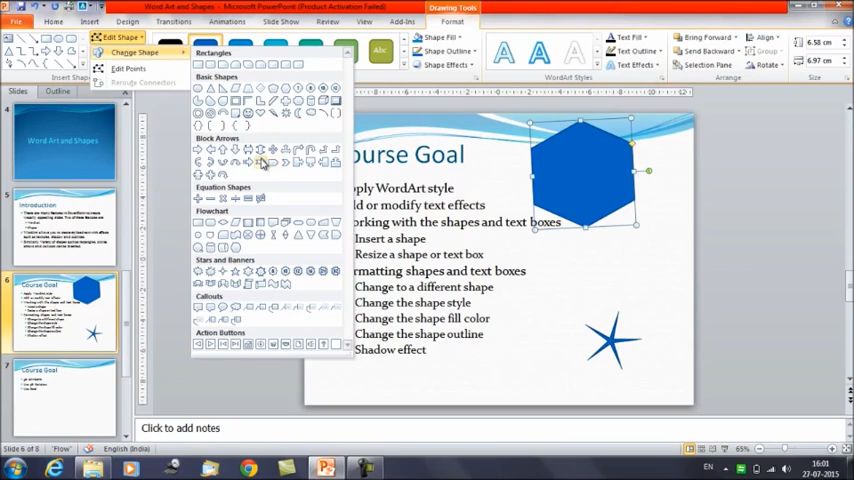 Word Art and Shapes - Microsoft PowerPoint (Product Activation Failed)
Drawing Tools
File
Home
Insert
Design
Transitions
Animations
Slide Show
Review
View
Add-Ins
Format
Edit Shape
Change Shape
Edit Points
Reroute Connectors
Insert Sha
Abc
Shape Fill
Shape Outline
Shape Effects
A
A
A
Text Fill
Text Outline
Text Effects
WordArt Styles
Bring Forward
Send Backward
Selection Pane
Align
Group
Rotate
6.58 cm
6.97 cm
Size
Slides
Outline
Rectangles
Basic Shapes
Block Arrows
Equation Shapes
Flowchart
Stars and Banners
Callouts
Action Buttons
4
Word Art and Shapes
5
Introduction
6
Course Goal
7
Course Goal
ourse Goal
pply WordArt style
dd or modify text effects
orking with the shapes and text boxes
Insert a shape
Resize a shape or text box
ormatting shapes and text boxes
Change to a different shape
Change the shape style
Change the shape fill color
Change the shape outline
Shadow effect
Click to add notes
Slide 6 of 8
"Flow"
English (India)
65%
EN
16:01
27-07-2015